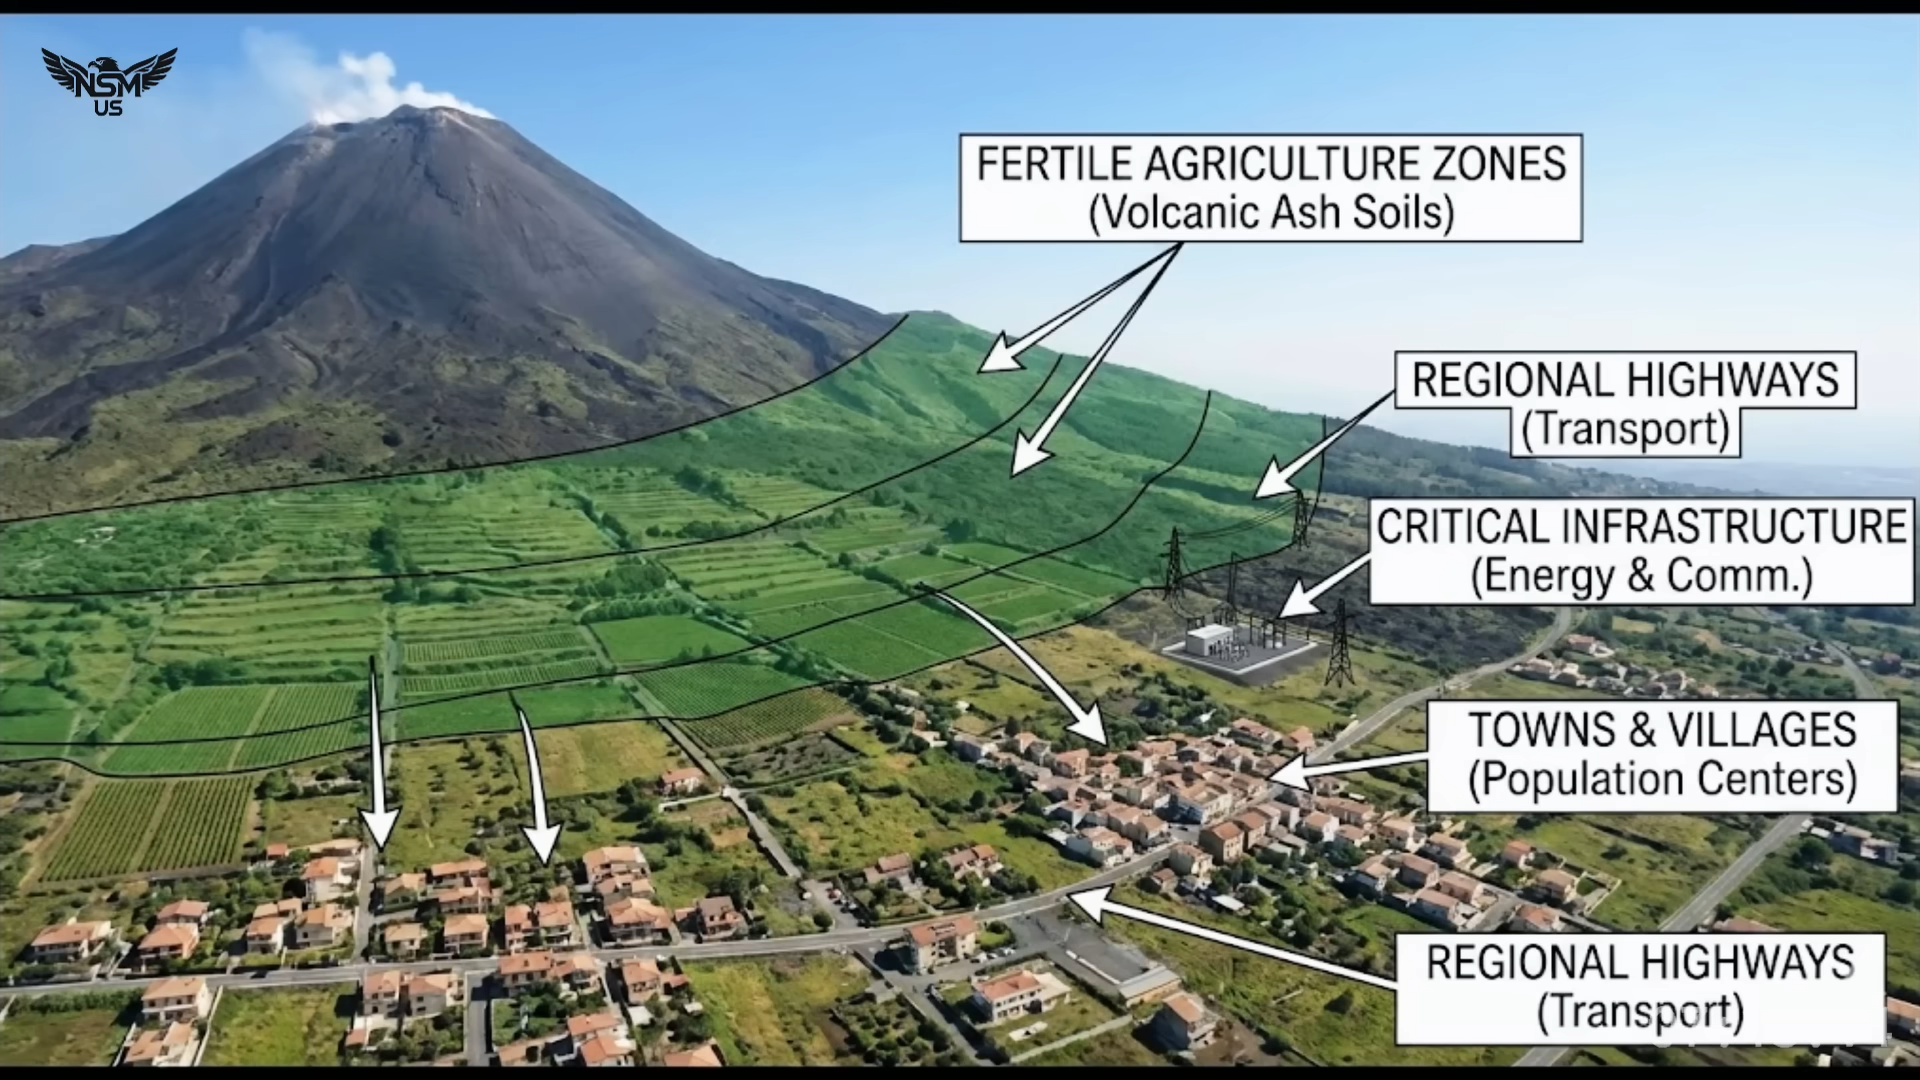 NSM
US
FERTILE AGRICULTURE ZONES
(Volcanic Ash Soils)
REGIONAL HIGHWAYS
(Transport)
CRITICAL INFRASTRUCTURE
(Energy & Comm.)
TOWNS & VILLAGES
(Population Centers)
REGIONAL HIGHWAYS
(Transport)